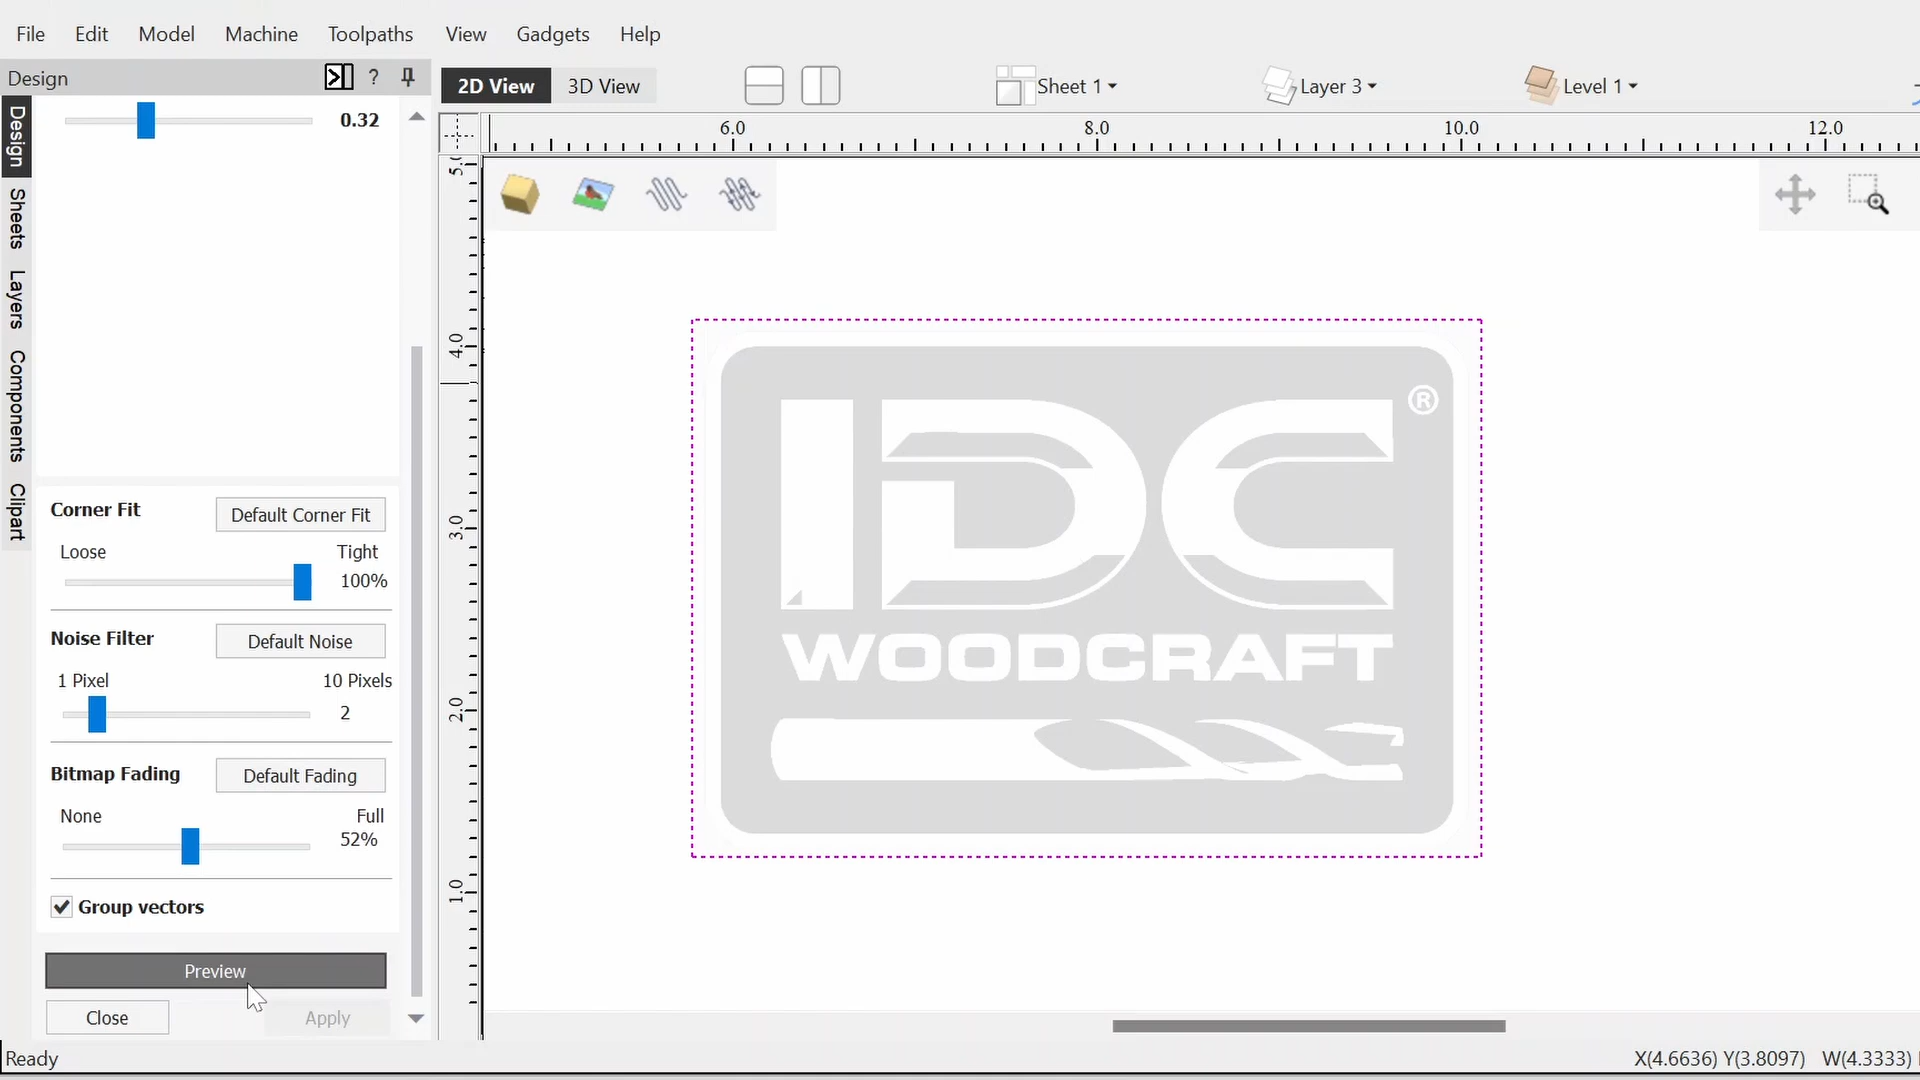 File Edit Model Machine Toolpaths View Gadgets Help
Design ?
2D View 3D View Sheet 1 Layer 3 Level 1
Design
Sheets
Layers
Components
Clipart
0.32
6.0 8.0 10.0 12.0
4.0
3.0
2.0
1.0
Corner Fit Default Corner Fit
Loose Tight
100%
Noise Filter Default Noise
1 Pixel 10 Pixels
2
Bitmap Fading Default Fading
None Full
52%
Group vectors
Preview
Close Apply
IDC ®
WOODCRAFT
Ready X(4.6636) Y(3.8097) W(4.3333)